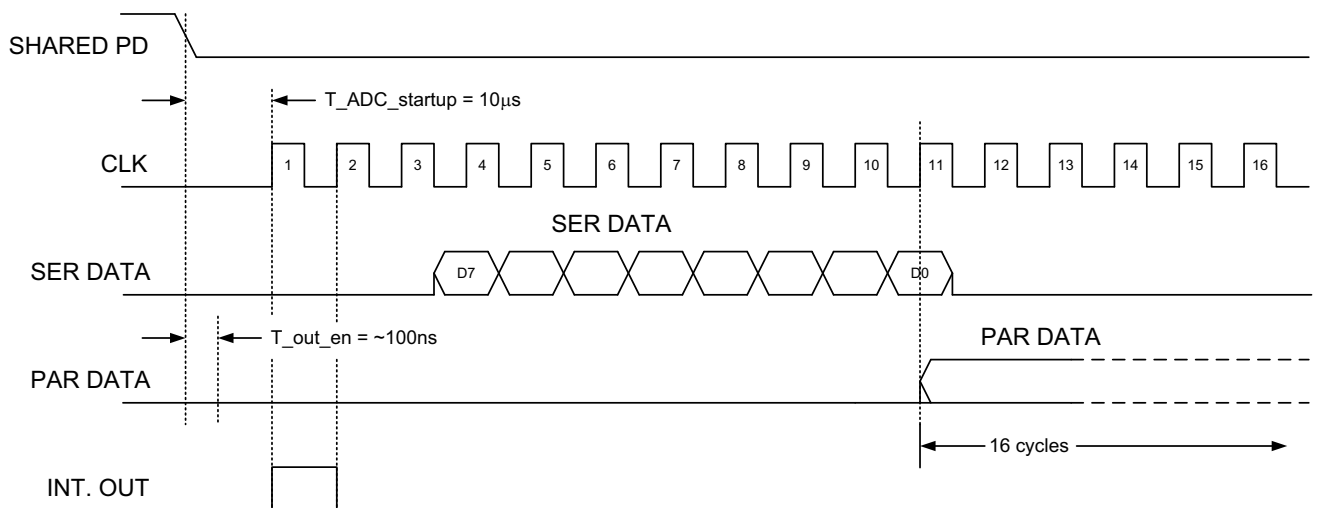 SHARED PD
T_ADC_startup = 10µs
CLK
1 2 3 4 5 6 7 8 9 10 11 12 13 14 15 16
SER DATA
SER DATA
D7 D0
T_out_en = ~100ns
PAR DATA
PAR DATA
16 cycles
INT. OUT